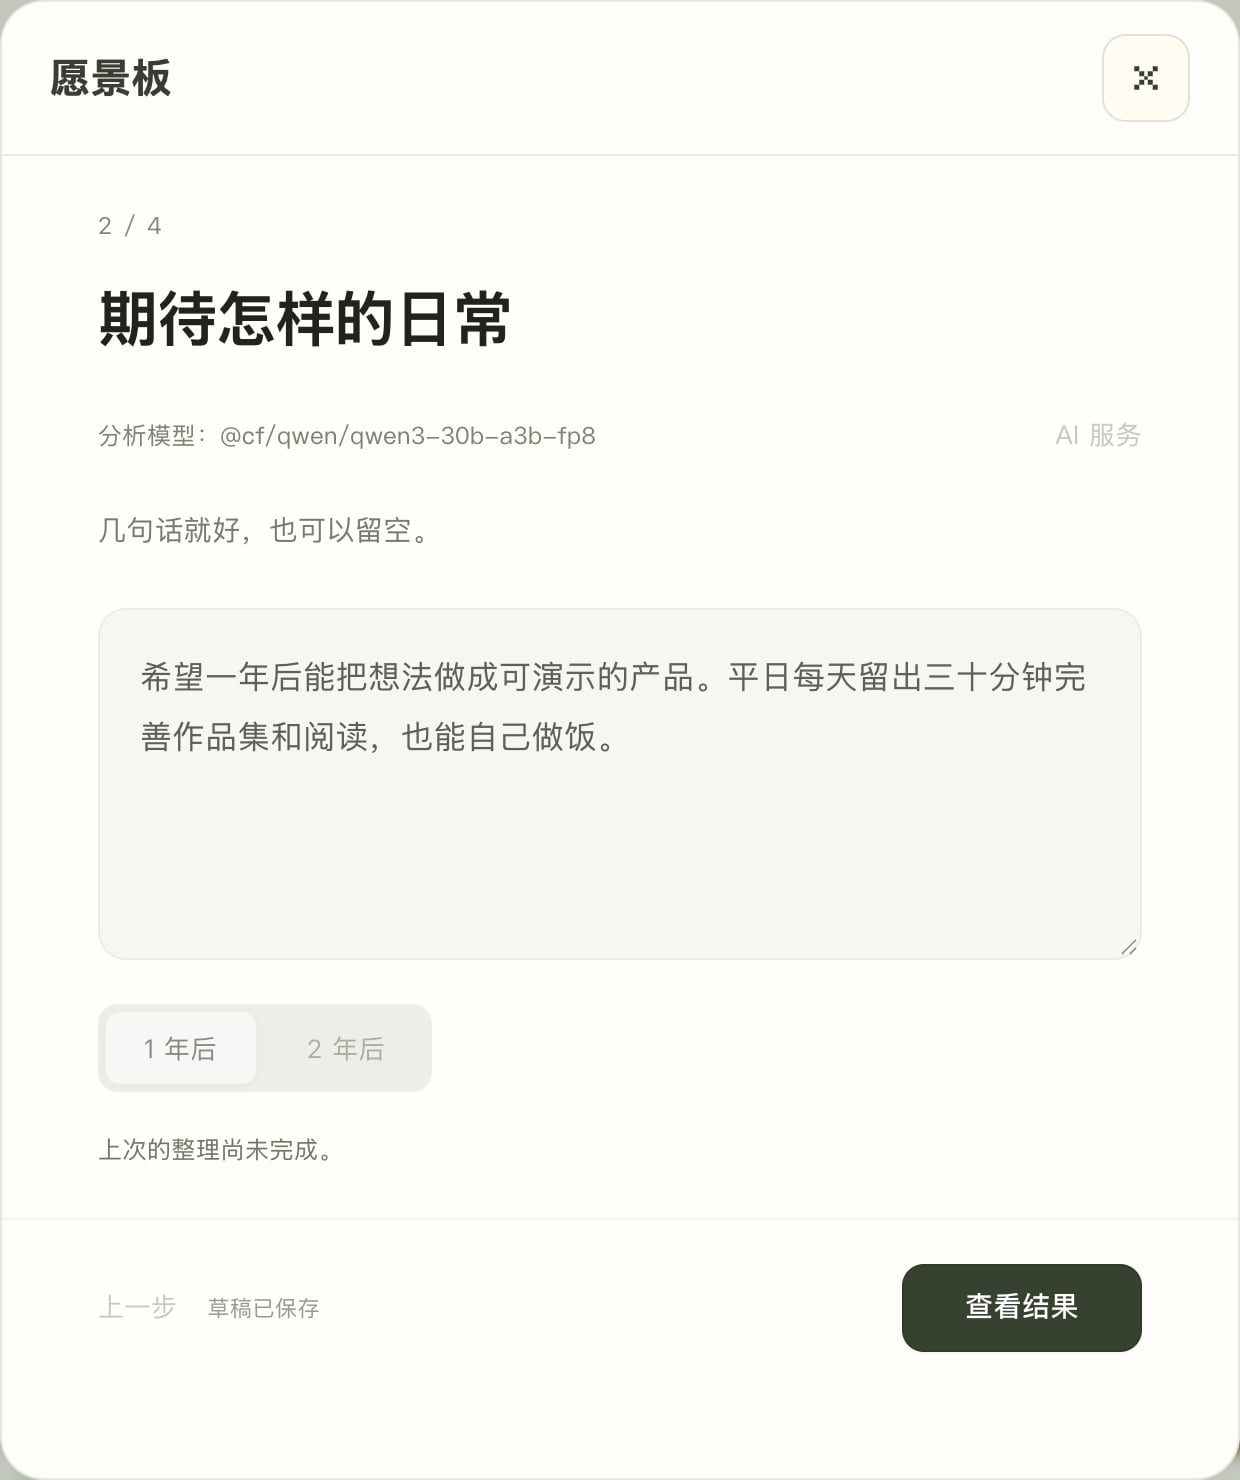 愿景板
2 / 4
期待怎样的日常
分析模型：@cf/qwen/qwen3-30b-a3b-fp8
AI 服务
几句话就好，也可以留空。
希望一年后能把想法做成可演示的产品。平日每天留出三十分钟完
善作品集和阅读，也能自己做饭。
1 年后
2 年后
上次的整理尚未完成。
上一步
草稿已保存
查看结果